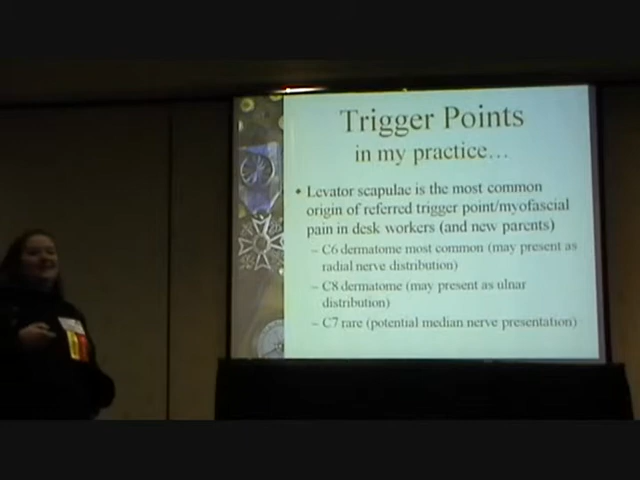 Trigger Points
in my practice…
• Levator scapulae is the most common
origin of referred trigger point/myofascial
pain in desk workers (and new parents)
– C6 dermatome most common (may present as
radial nerve distribution)
– C8 dermatome (may present as ulnar
distribution)
– C7 rare (potential median nerve presentation)